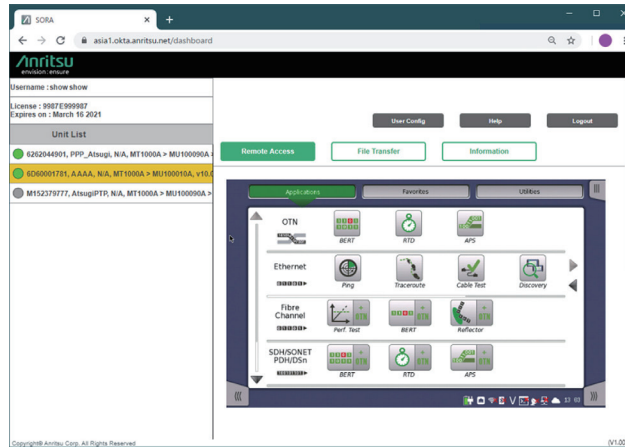 SORA
asia1.okta.anritsu.net/dashboard
Anritsu
envision : ensure
Username : show show
License : 9987E999987
Expires on : March 16 2021
Unit List
6262044901, PPP_Atsugi, N/A, MT1000A > MU100090A
6D60001781, AAAA, N/A, MT1000A > MU100010A, v10.0
M152379777, AtsugiPTP, N/A, MT1000A > MU100090A >
User Config
Help
Logout
Remote Access
File Transfer
Information
Applications
Favorites
Utilities
OTN
BERT
RTD
APS
Ethernet
Ping
Traceroute
Cable Test
Discovery
Fibre
Channel
Perf. Test
BERT
Reflector
SDH/SONET
PDH/DSn
BERT
RTD
APS
Copyright© Anritsu Corp. All Rights Reserved
(V1.00